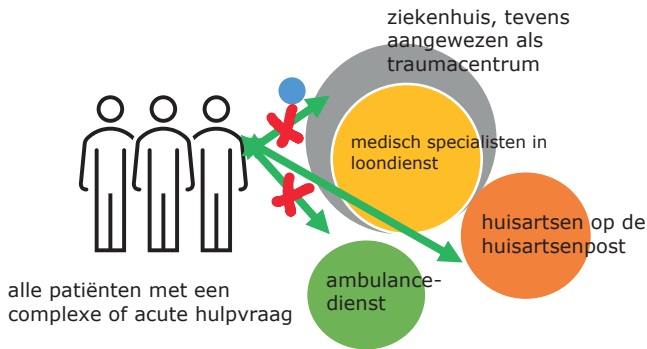 ziekenhuis, tevens
aangewezen als
traumacentrum
medisch specialisten in
loondienst
huisartsen op de
huisartsenpost
ambulance-
dienst
alle patiënten met een
complexe of acute hulpvraag